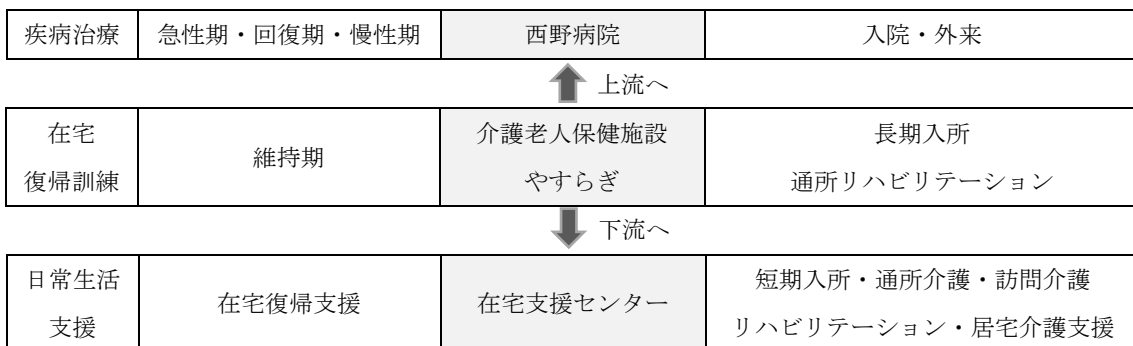 疾病治療 急性期・回復期・慢性期 西野病院 入院・外来
上流へ
在宅 復帰訓練 維持期 介護老人保健施設 やすらぎ 長期入所 通所リハビリテーション
下流へ
日常生活 支援 在宅復帰支援 在宅支援センター 短期入所・通所介護・訪問介護 リハビリテーション・居宅介護支援